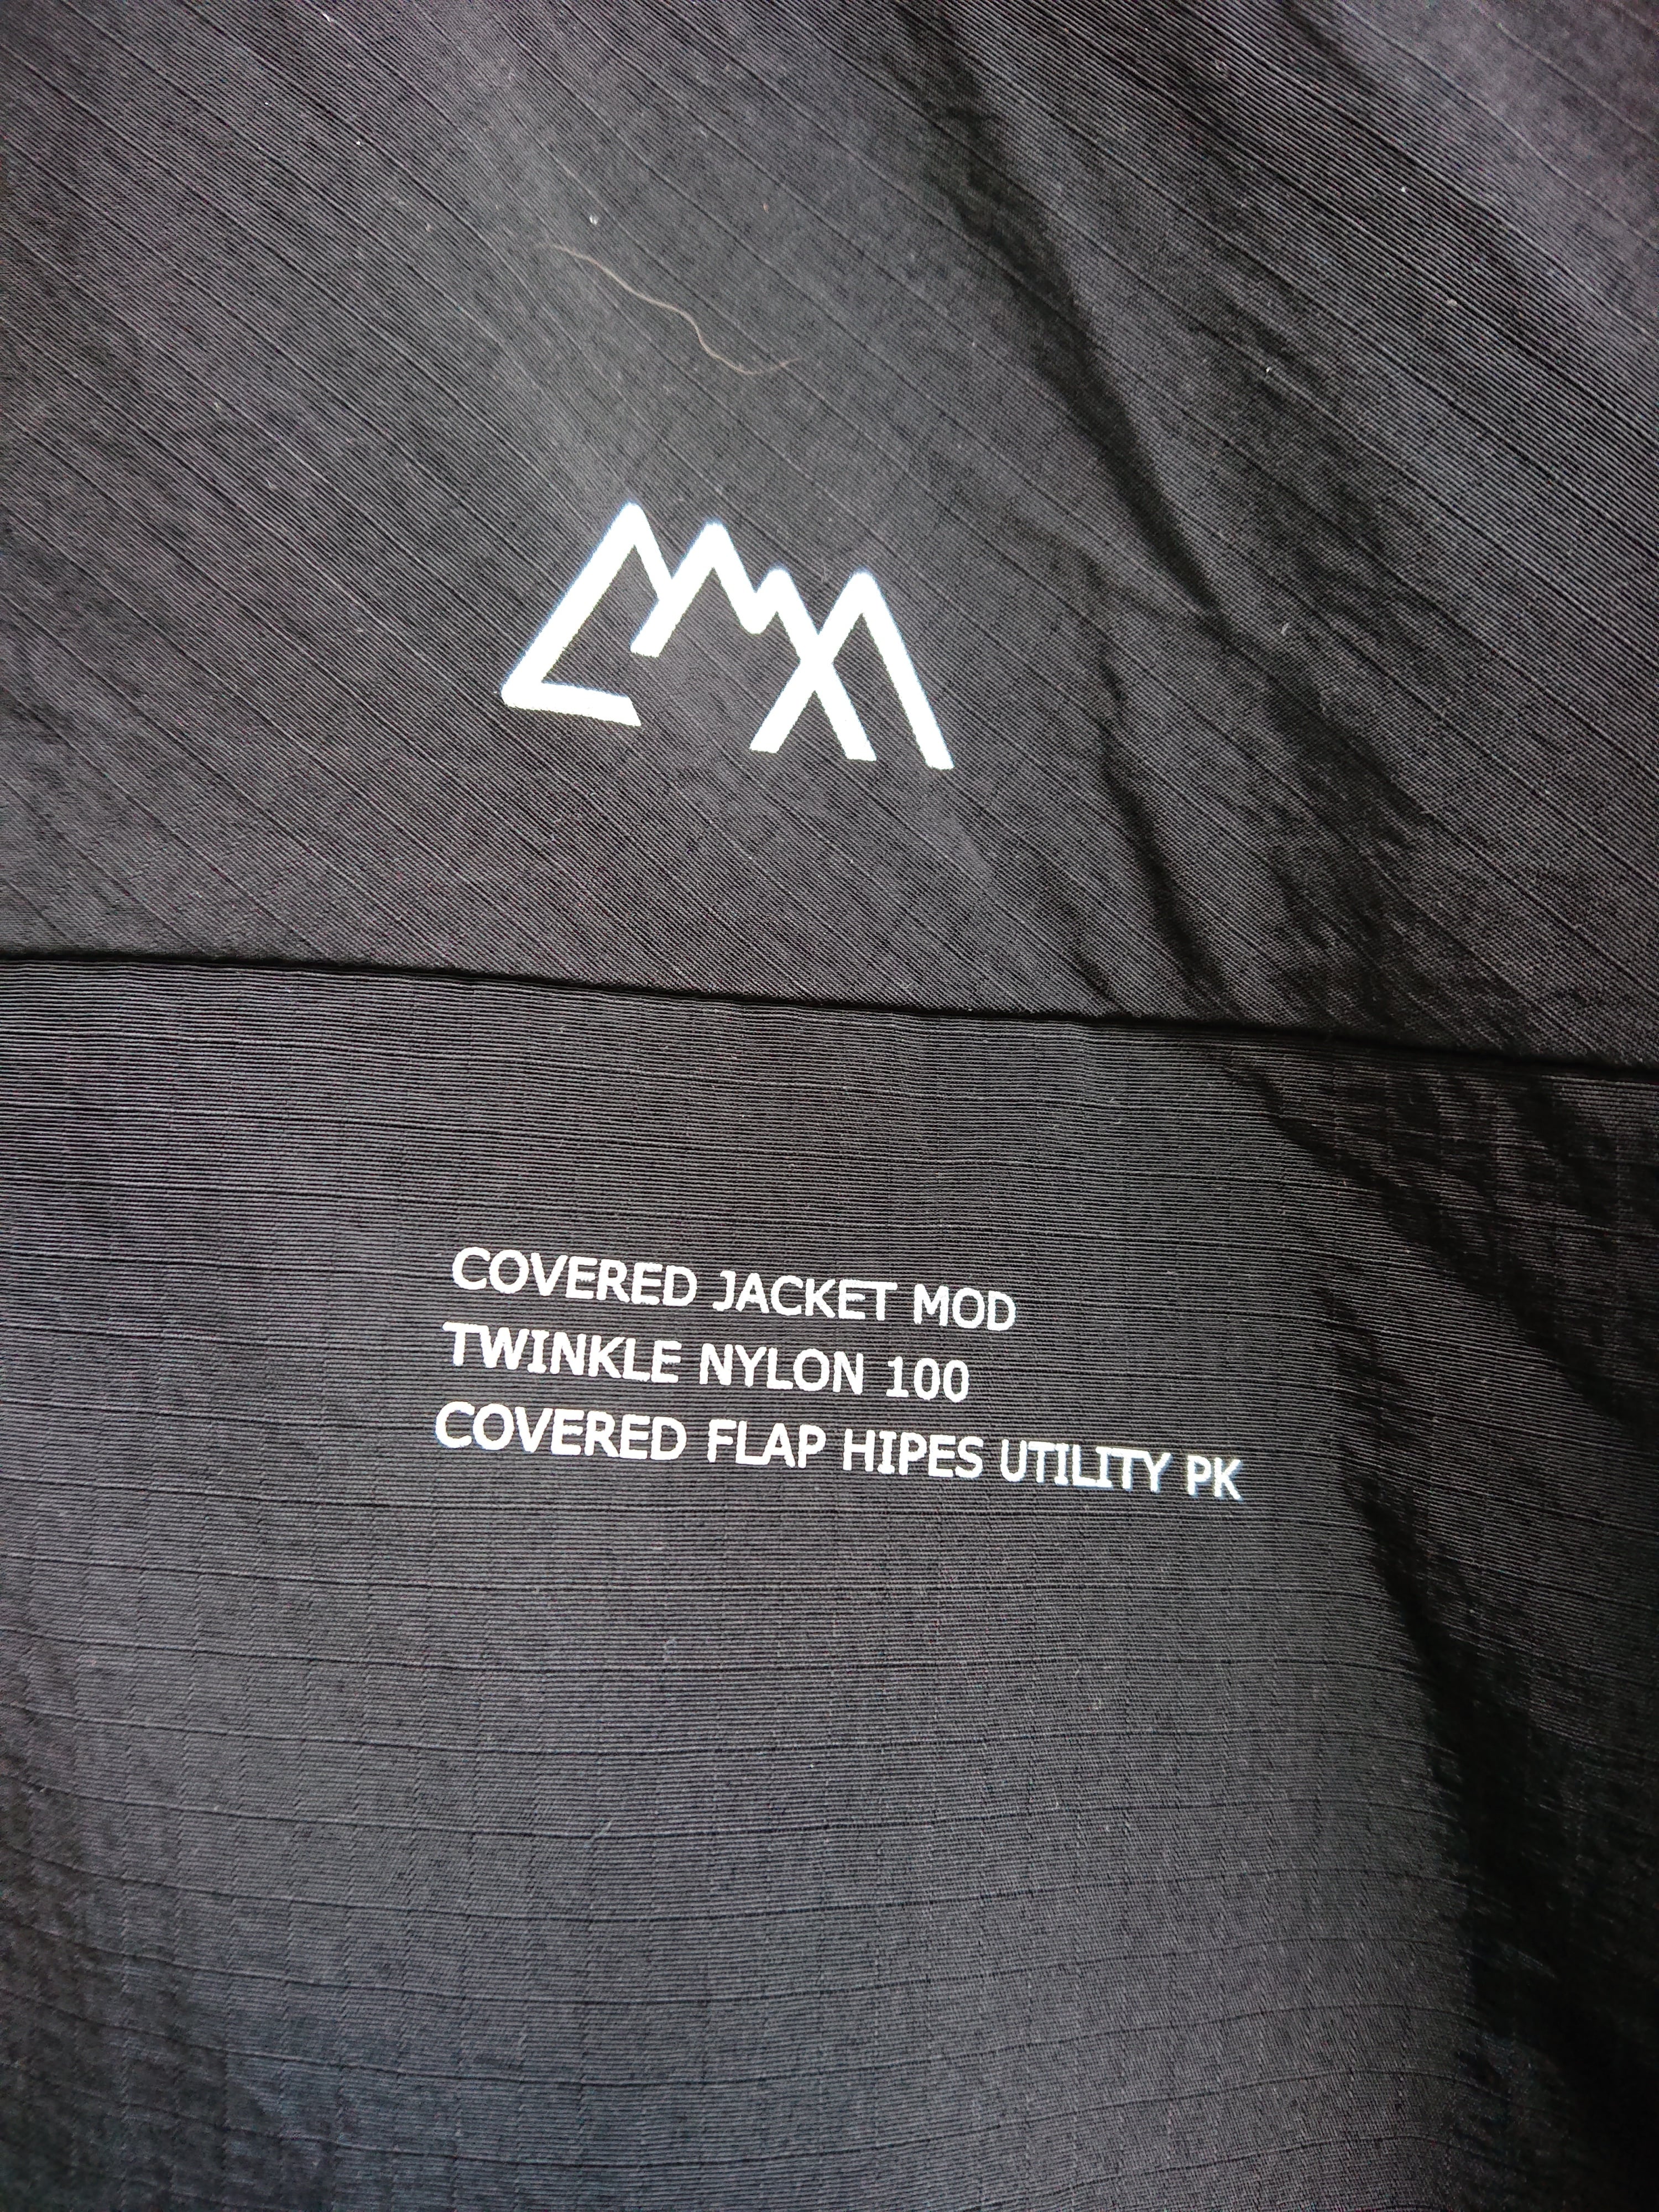 COVERED JACKET MOD
TWINKLE NYLON 100
COVERED FLAP HIPES UTILITY PK